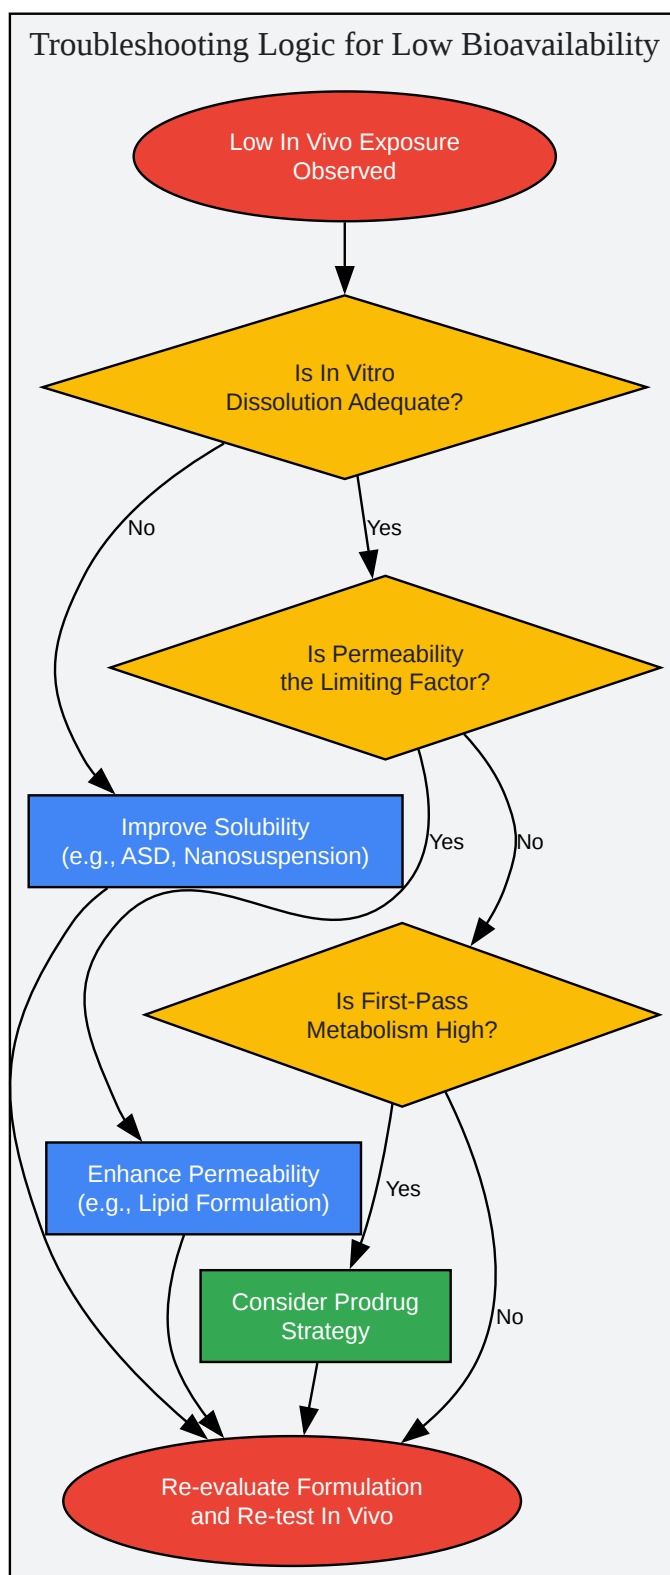 Troubleshooting Logic for Low Bioavailability
Low In Vivo Exposure
Observed
Is In Vitro
Dissolution Adequate?
No
Yes
Is Permeability
the Limiting Factor?
Improve Solubility
(e.g., ASD, Nanosuspension)
Yes
No
Is First-Pass
Metabolism High?
Enhance Permeability
(e.g., Lipid Formulation)
Yes
Consider Prodrug
Strategy
No
Re-evaluate Formulation
and Re-test In Vivo